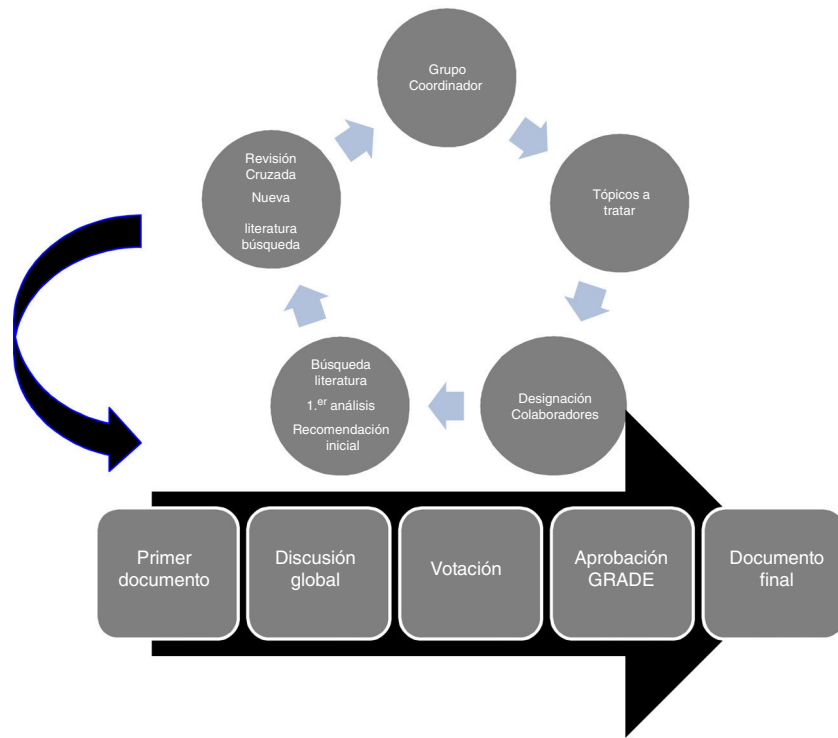 Grupo
Coordinador
Tópicos a
tratar
Designación
Colaboradores
Búsqueda
literatura
1.er análisis
Recomendación
inicial
Revisión
Cruzada
Nueva
literatura
búsqueda
Primer
documento
Discusión
global
Votación
Aprobación
GRADE
Documento
final